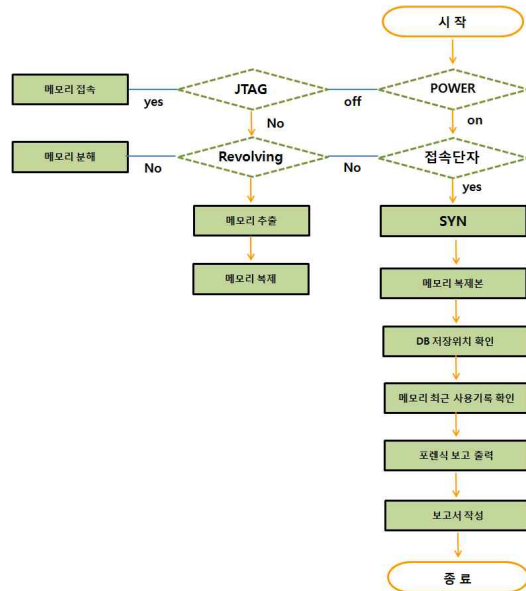 시 작
메모리 접속
yes
JTAG
off
POWER
No
on
메모리 분해
No
Revolving
No
접속단자
yes
메모리 추출
SYN
메모리 복제
메모리 복제본
DB 저장위치 확인
메모리 최근 사용기록 확인
포렌식 보고 출력
보고서 작성
종 료